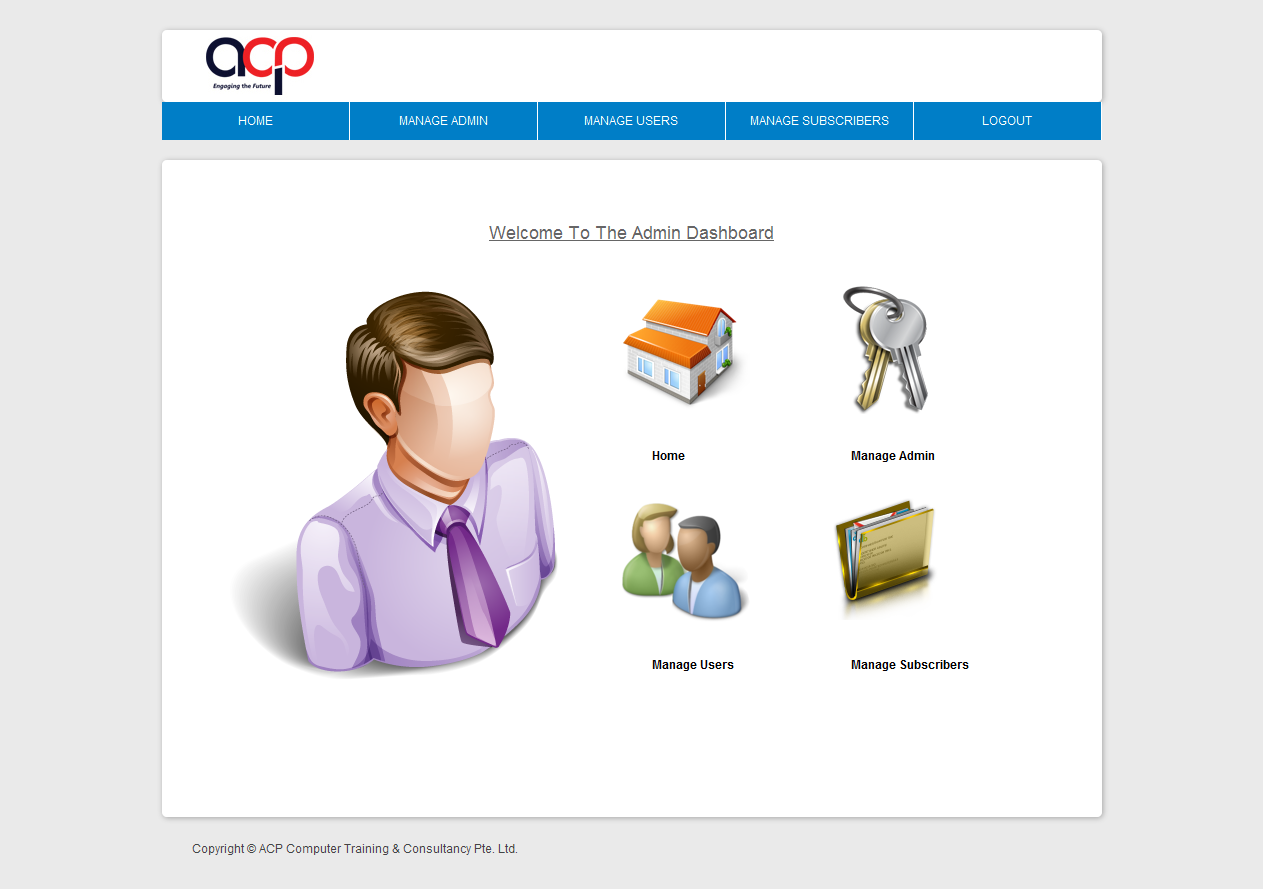 acp
Engaging the Future
HOME
MANAGE ADMIN
MANAGE USERS
MANAGE SUBSCRIBERS
LOGOUT
Welcome To The Admin Dashboard
Home
Manage Admin
Manage Users
Manage Subscribers
Copyright © ACP Computer Training & Consultancy Pte. Ltd.